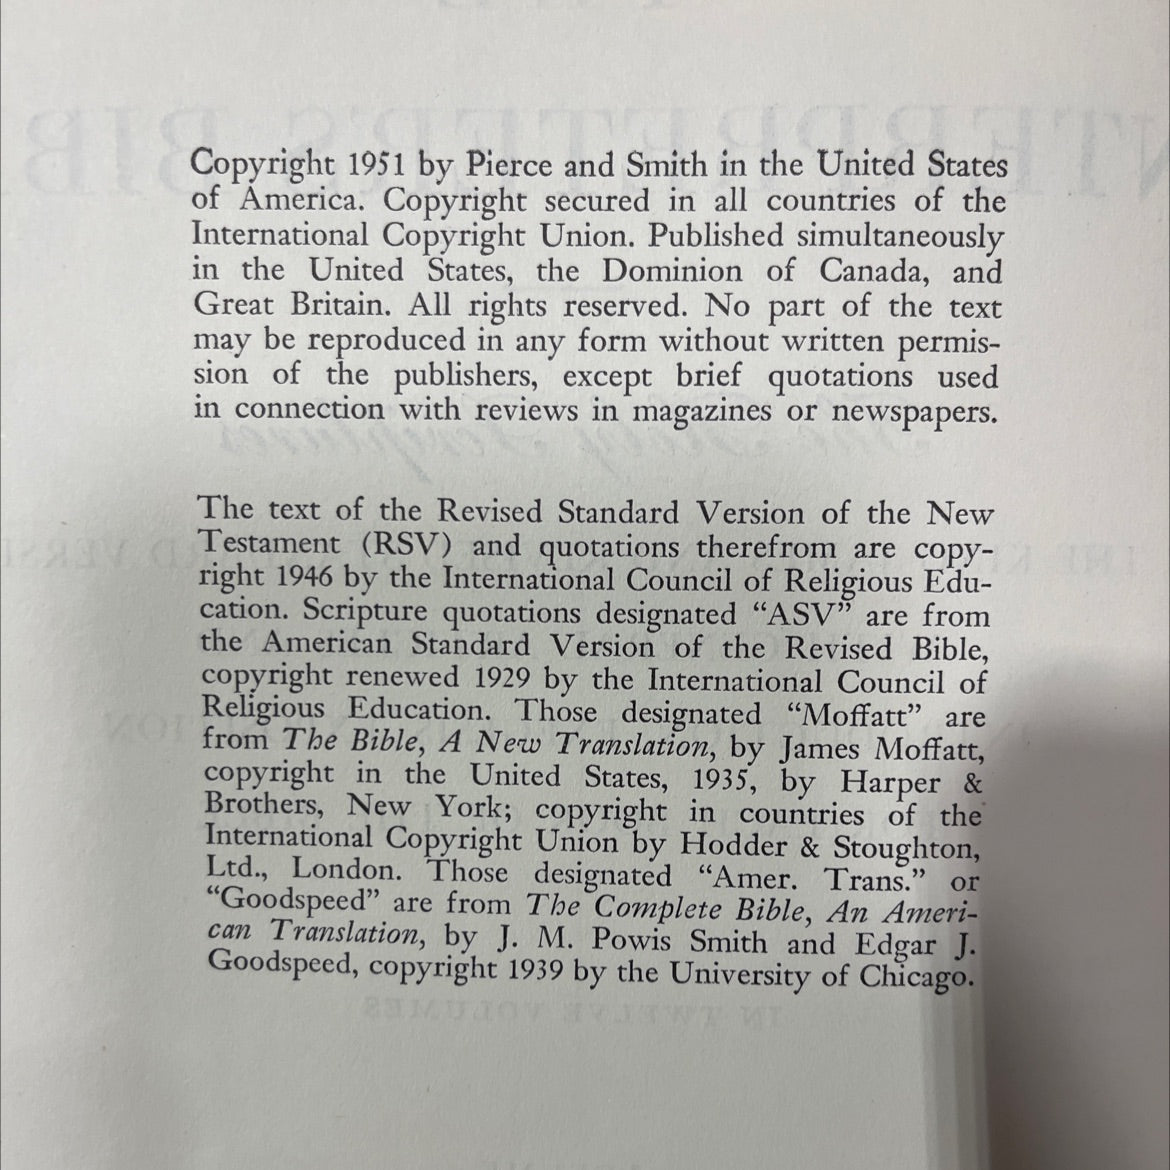 Copyright 1951 by Pierce and Smith in the United States
of America. Copyright secured in all countries of the
International Copyright Union. Published simultaneously
in the United States, the Dominion of Canada, and
Great Britain. All rights reserved. No part of the text
may be reproduced in any form without written permis-
sion of the publishers, except brief quotations used
in connection with reviews in magazines or newspapers.
The text of the Revised Standard Version of the New
Testament (RSV) and quotations therefrom are copy-
right 1946 by the International Council of Religious Edu-
cation. Scripture quotations designated “ASV” are from
the American Standard Version of the Revised Bible,
copyright renewed 1929 by the International Council of
Religious Education. Those designated “Moffatt” are
from The Bible, A New Translation, by James Moffatt,
copyright in the United States, 1935, by Harper &
Brothers, New York; copyright in countries of the
International Copyright Union by Hodder & Stoughton,
Ltd., London. Those designated “Amer. Trans.” or
“Goodspeed” are from The Complete Bible, An Ameri-
can Translation, by J. M. Powis Smith and Edgar J.
Goodspeed, copyright 1939 by the University of Chicago.